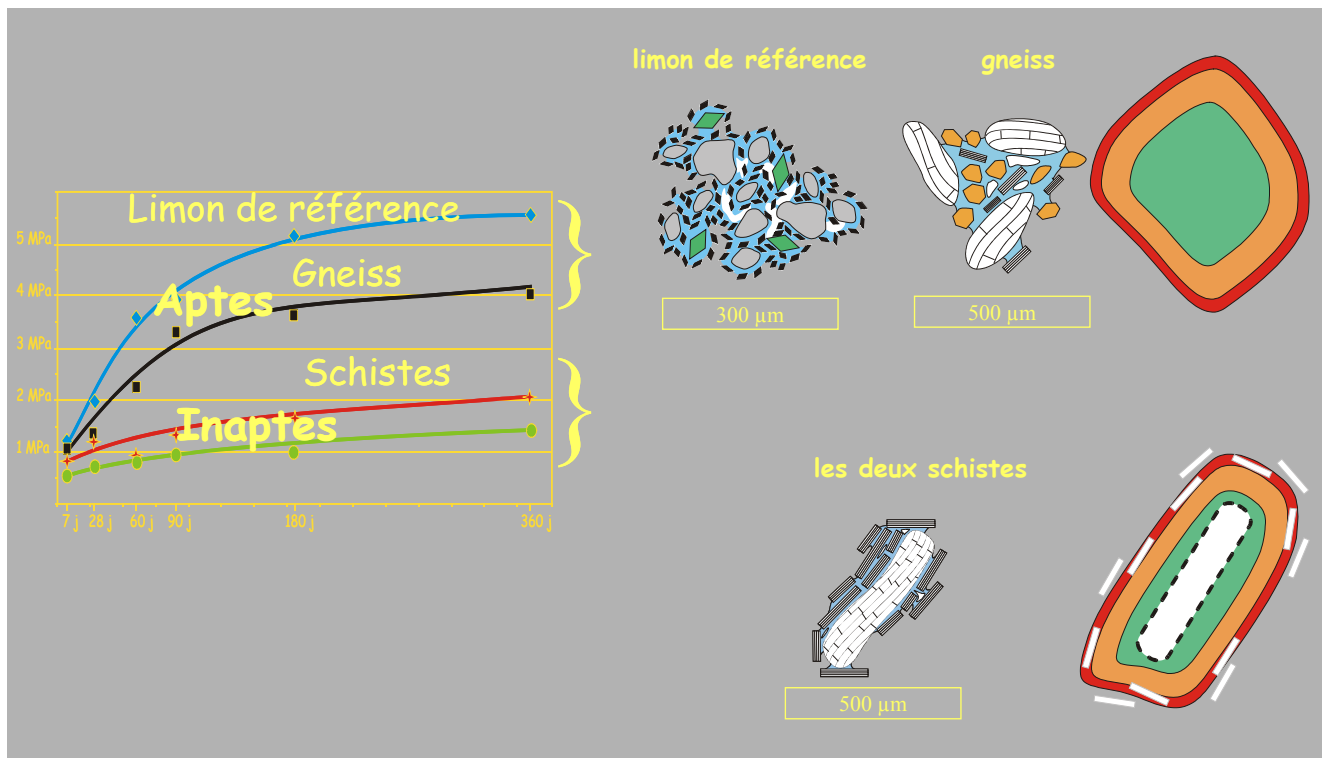 limon de référence
gneiss
Limon de référence
5 MPa
Gneiss
4 MPa
Aptes
300 µm
500 µm
3 MPa
Schistes
2 MPa
Inaptes
1 MPa
les deux schistes
7 j 28 j 60 j 90 j 180 j 360 j
500 µm